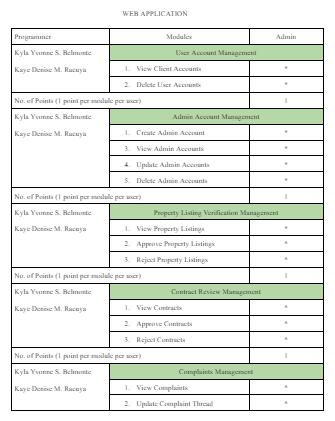 WEB APPLICATION
Programmer Modules Admin
Kyla Yvonne S. Belmonte User Account Management
Kaye Denise M. Racuya 1. View Client Accounts *
2. Delete User Accounts *
No. of Points (1 point per module per user) 1
Kyla Yvonne S. Belmonte Admin Account Management
Kaye Denise M. Racuya 1. Create Admin Account *
3. View Admin Accounts *
4. Update Admin Accounts *
5. Delete Admin Accounts *
No. of Points (1 point per module per user) 1
Kyla Yvonne S. Belmonte Property Listing Verification Management
Kaye Denise M. Racuya 1. View Property Listings *
2. Approve Property Listings *
3. Reject Property Listings *
No. of Points (1 point per module per user) 1
Kyla Yvonne S. Belmonte Contract Review Management
Kaye Denise M. Racuya 1. View Contracts *
2. Approve Contracts *
3. Reject Contracts *
No. of Points (1 point per module per user) 1
Kyla Yvonne S. Belmonte Complaints Management
Kaye Denise M. Racuya 1. View Complaints *
2. Update Complaint Thread *